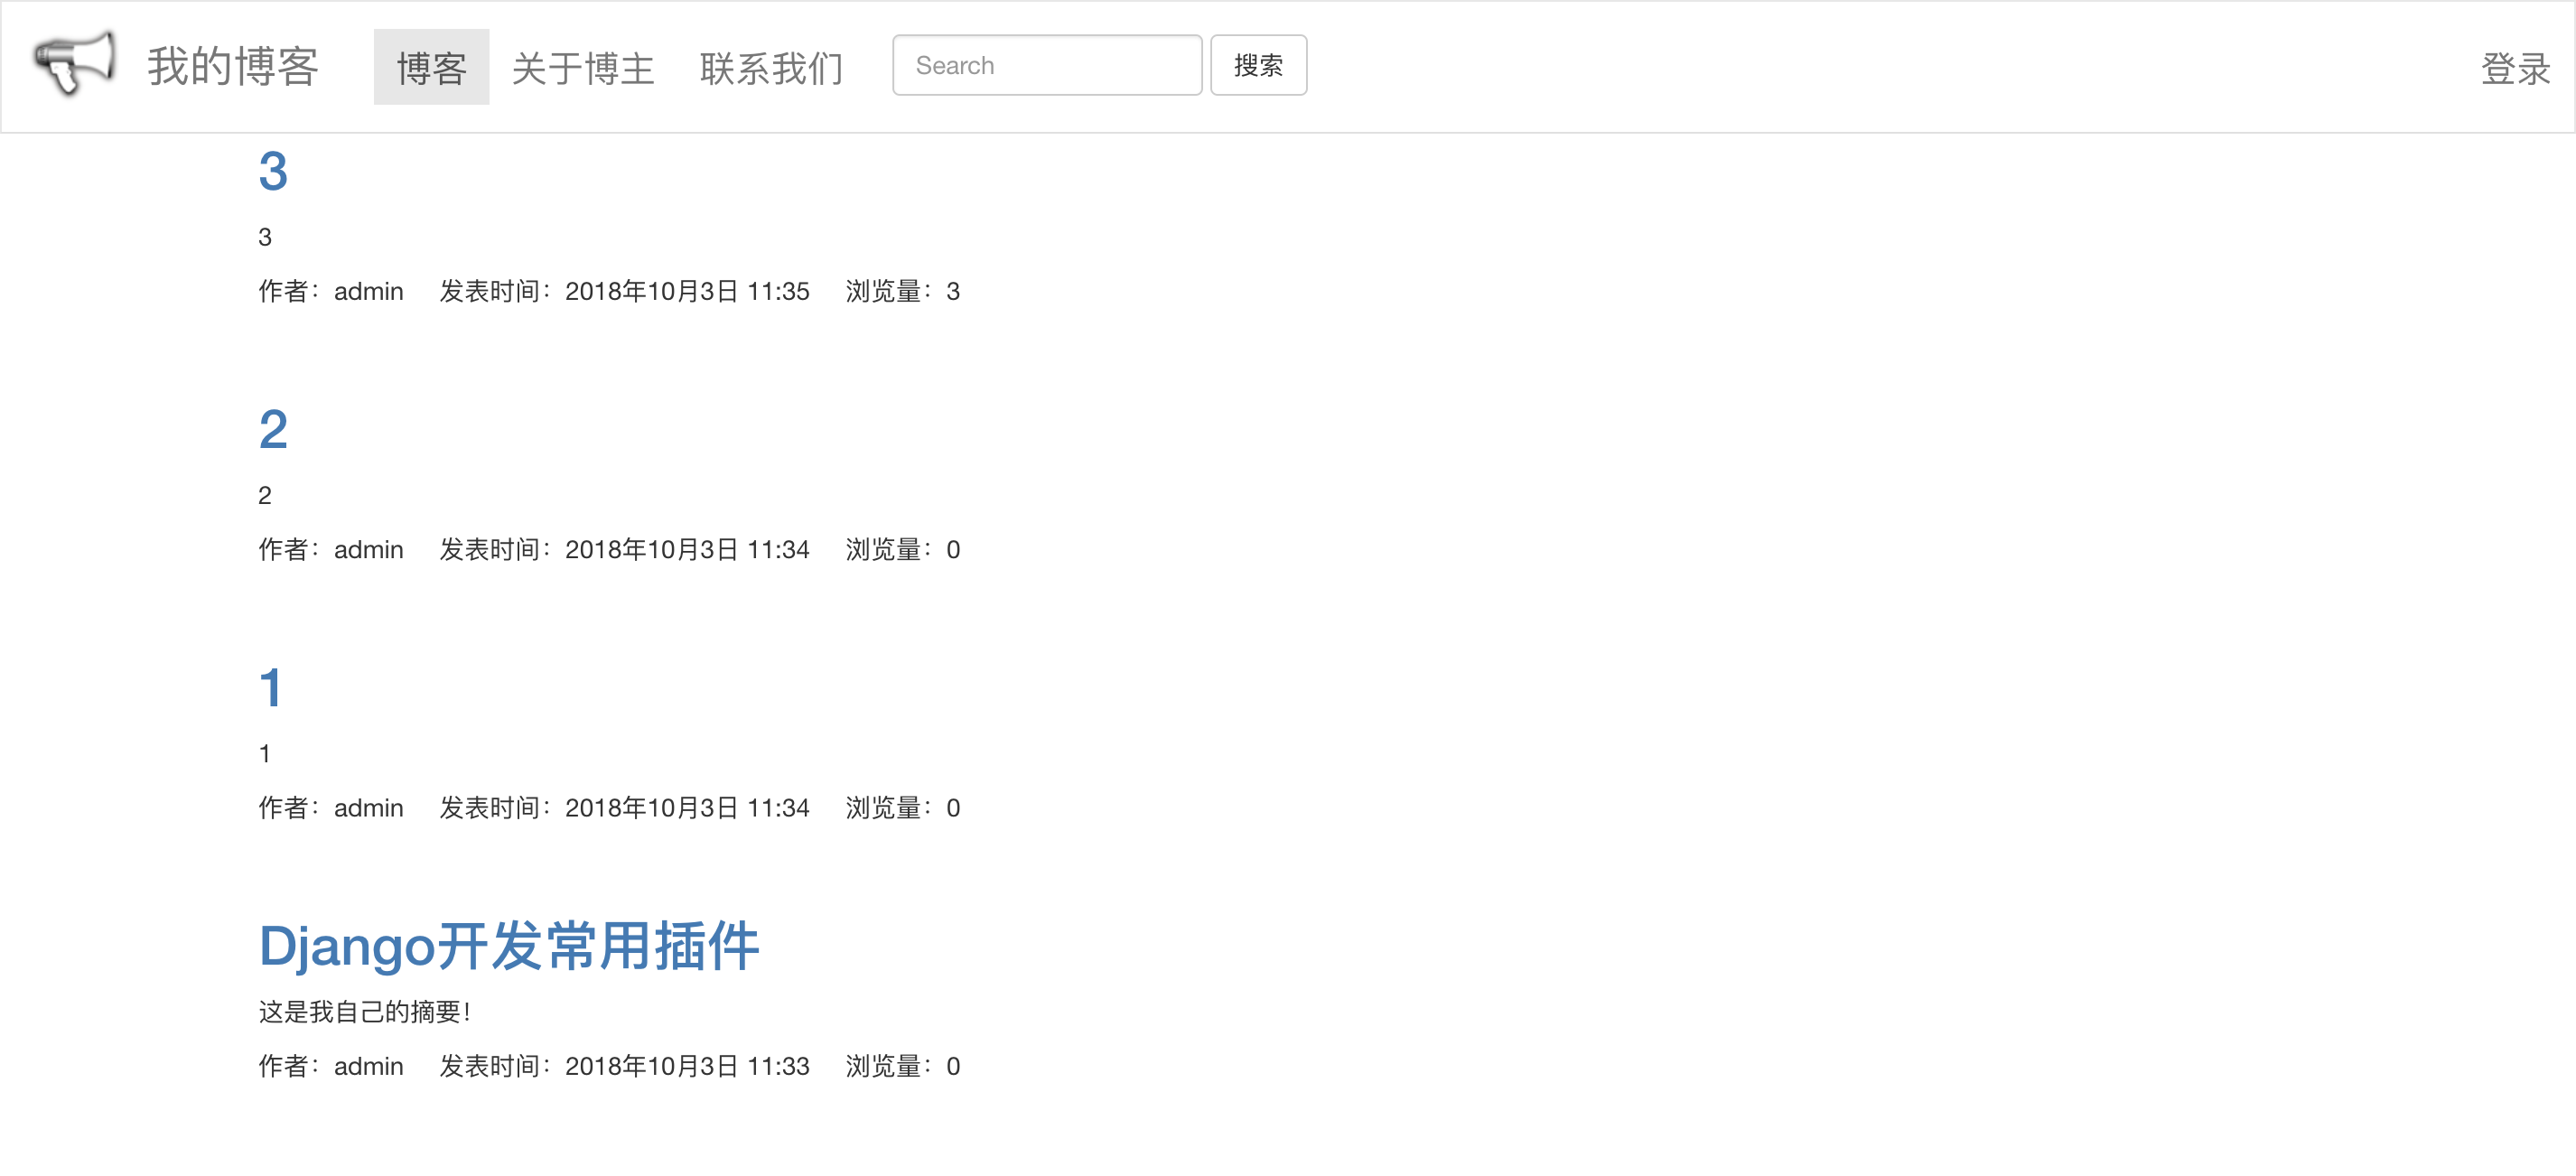 我的博客 博客 关于博主 联系我们 Search 搜索 登录
3
3
作者：admin 发表时间：2018年10月3日 11:35 浏览量：3
2
2
作者：admin 发表时间：2018年10月3日 11:34 浏览量：0
1
1
作者：admin 发表时间：2018年10月3日 11:34 浏览量：0
Django开发常用插件
这是我自己的摘要！
作者：admin 发表时间：2018年10月3日 11:33 浏览量：0